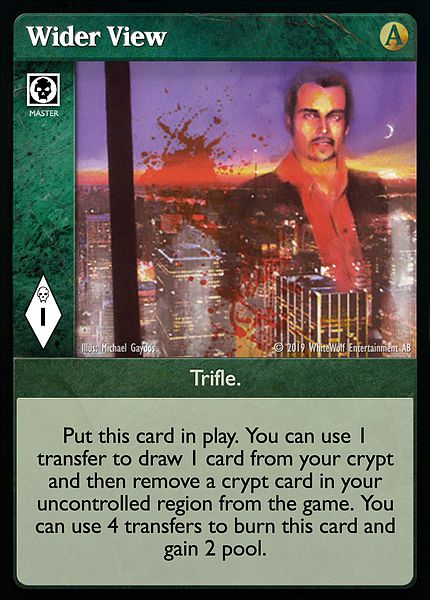 Wider View
A
MASTER
1
Illus: Michael Gaydos
© 2019 WhiteWolf Entertainment AB
Trifle.
Put this card in play. You can use 1
transfer to draw 1 card from your crypt
and then remove a crypt card in your
uncontrolled region from the game. You
can use 4 transfers to burn this card and
gain 2 pool.